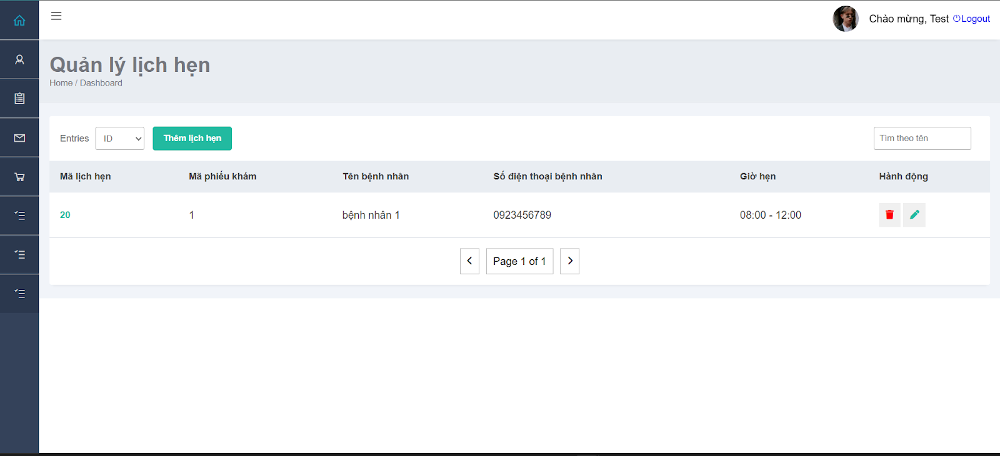 Chào mừng, Test Logout
Quản lý lịch hẹn
Home / Dashboard
Entries ID Thêm lịch hẹn Tìm theo tên
Mã lịch hẹn Mã phiếu khám Tên bệnh nhân Số điện thoại bệnh nhân Giờ hẹn Hành động
20 1 bệnh nhân 1 0923456789 08:00 - 12:00
Page 1 of 1